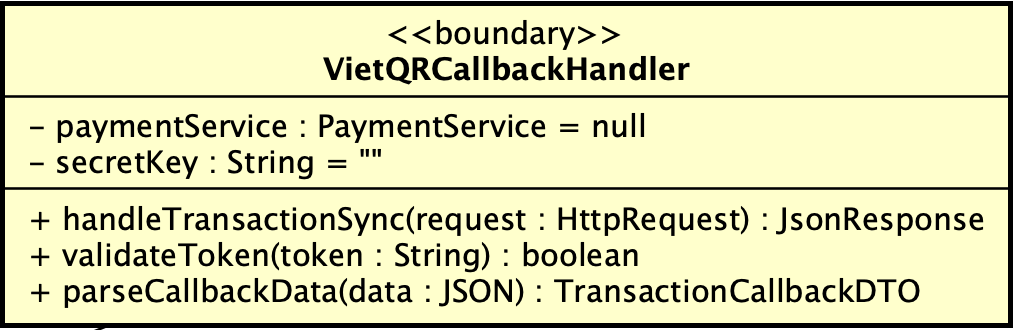 <<boundary>>
VietQRCallbackHandler
- paymentService : PaymentService = null
- secretKey : String = ""
+ handleTransactionSync(request : HttpRequest) : JsonResponse
+ validateToken(token : String) : boolean
+ parseCallbackData(data : JSON) : TransactionCallbackDTO